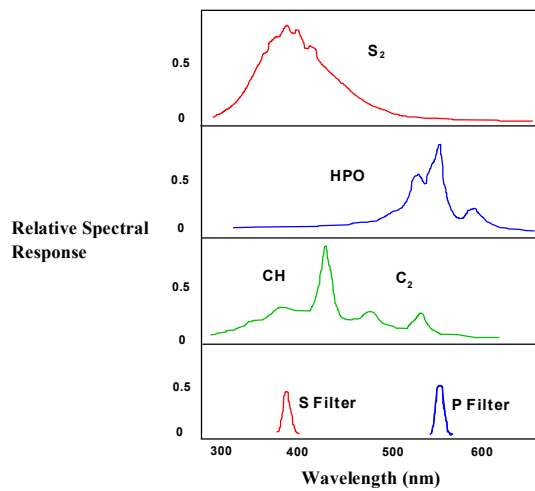 S₂
0.5
0
HPO
0.5
0
Relative Spectral
Response
CH
C₂
0.5
0
S Filter
P Filter
0.5
0
300 400 500 600
Wavelength (nm)